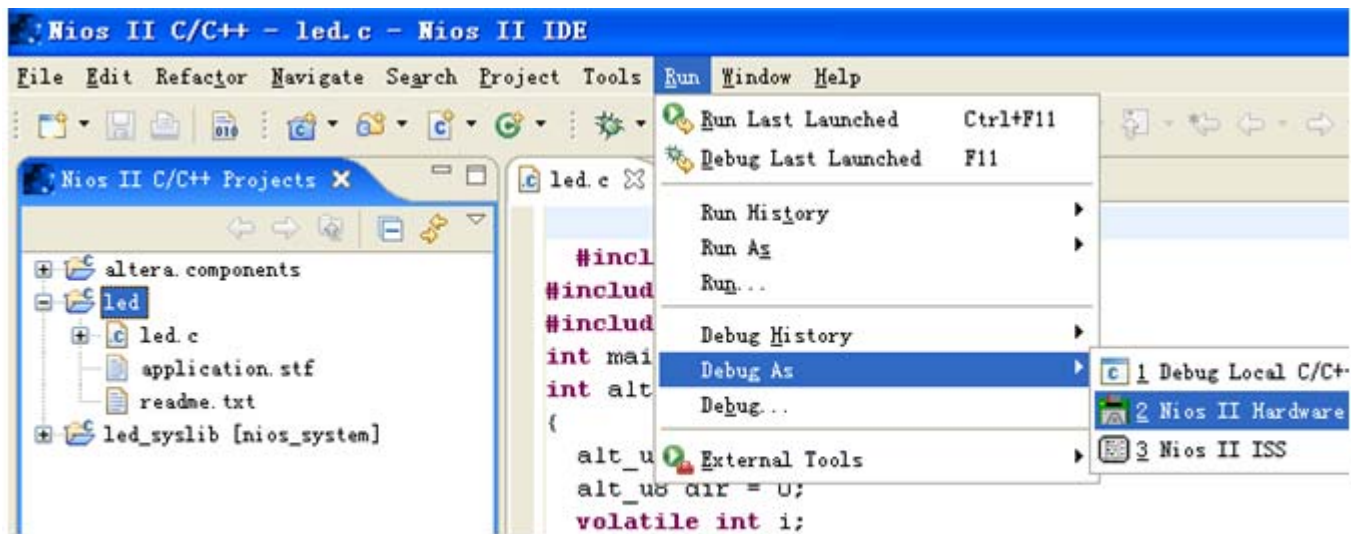 Nios II C/C++ - led.c - Nios II IDE
File Edit Refactor Navigate Search Project Tools Run Window Help
010
Run Last Launched Ctrl+F11
Debug Last Launched F11
Run History
Run As
Run...
Debug History
Debug As
Debug...
External Tools
1 Debug Local C/C+
2 Nios II Hardware
3 Nios II ISS
Nios II C/C++ Projects
altera.components
led
led.c
application.stf
readme.txt
led_syslib [nios_system]
led.c
#incl
#includ
#includ
int mai
int alt
{
alt_u
alt_u8 dir = 0;
volatile int i;